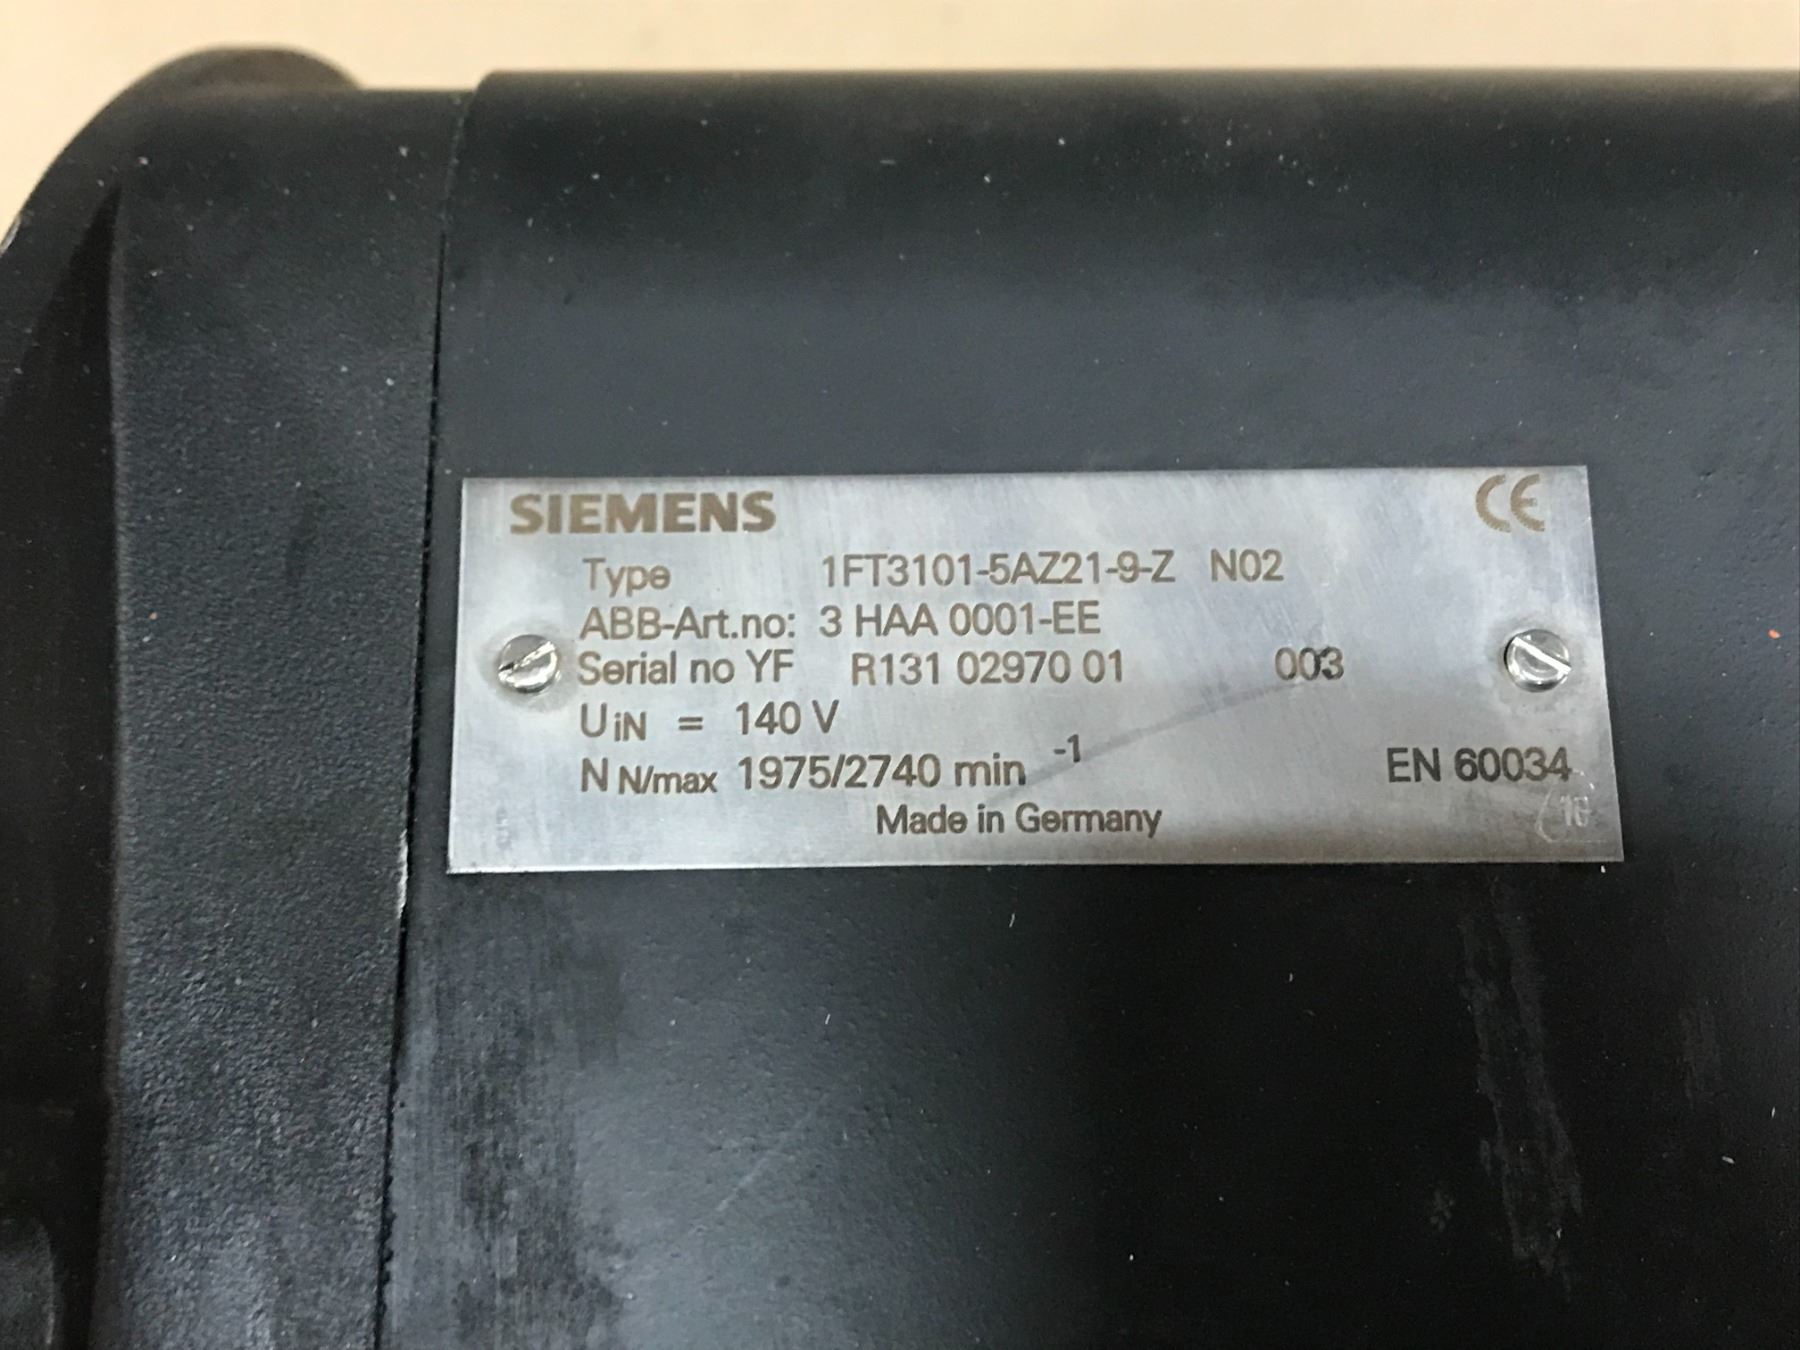 SIEMENS CE
Type 1FT3101-5AZ21-9-Z N02
ABB-Art.no: 3 HAA 0001-EE
Serial no YF R131 02970 01 003
UiN = 140 V
N N/max 1975/2740 min -1 EN 60034
Made in Germany